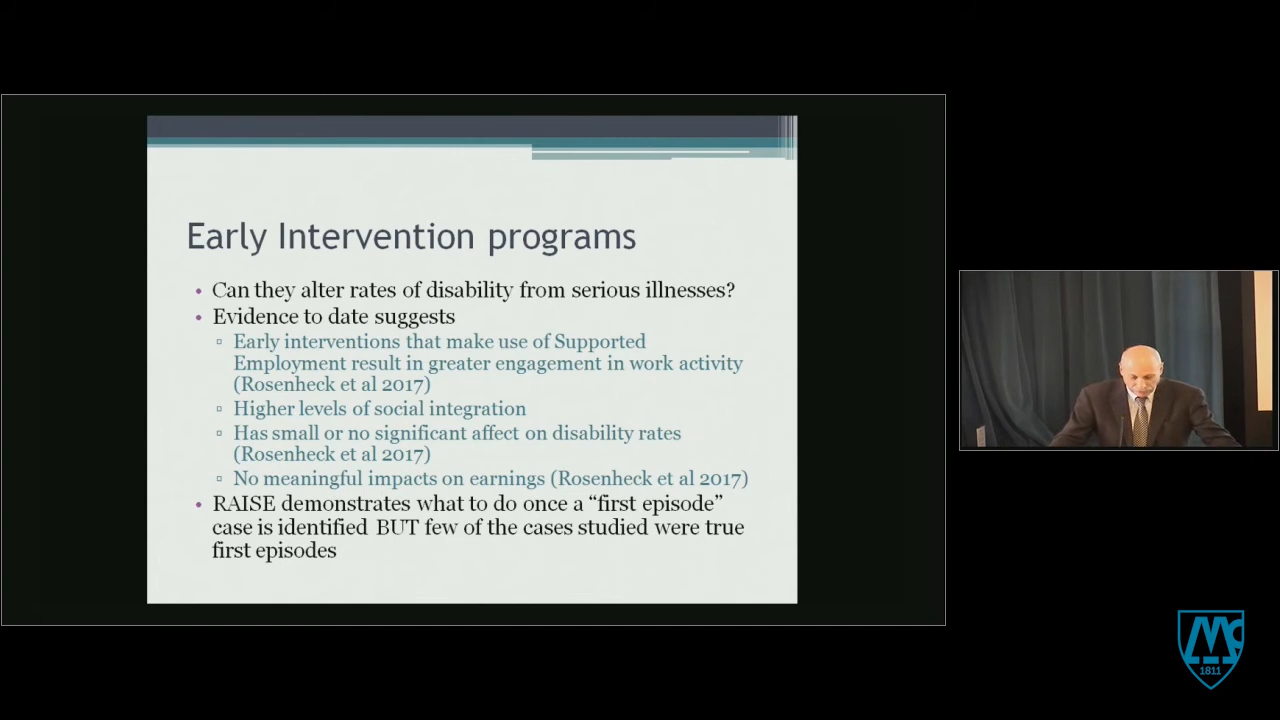 Early Intervention programs
• Can they alter rates of disability from serious illnesses?
• Evidence to date suggests
▫ Early interventions that make use of Supported
Employment result in greater engagement in work activity
(Rosenheck et al 2017)
▫ Higher levels of social integration
▫ Has small or no significant affect on disability rates
(Rosenheck et al 2017)
▫ No meaningful impacts on earnings (Rosenheck et al 2017)
• RAISE demonstrates what to do once a “first episode”
case is identified BUT few of the cases studied were true
first episodes
Mc
1811